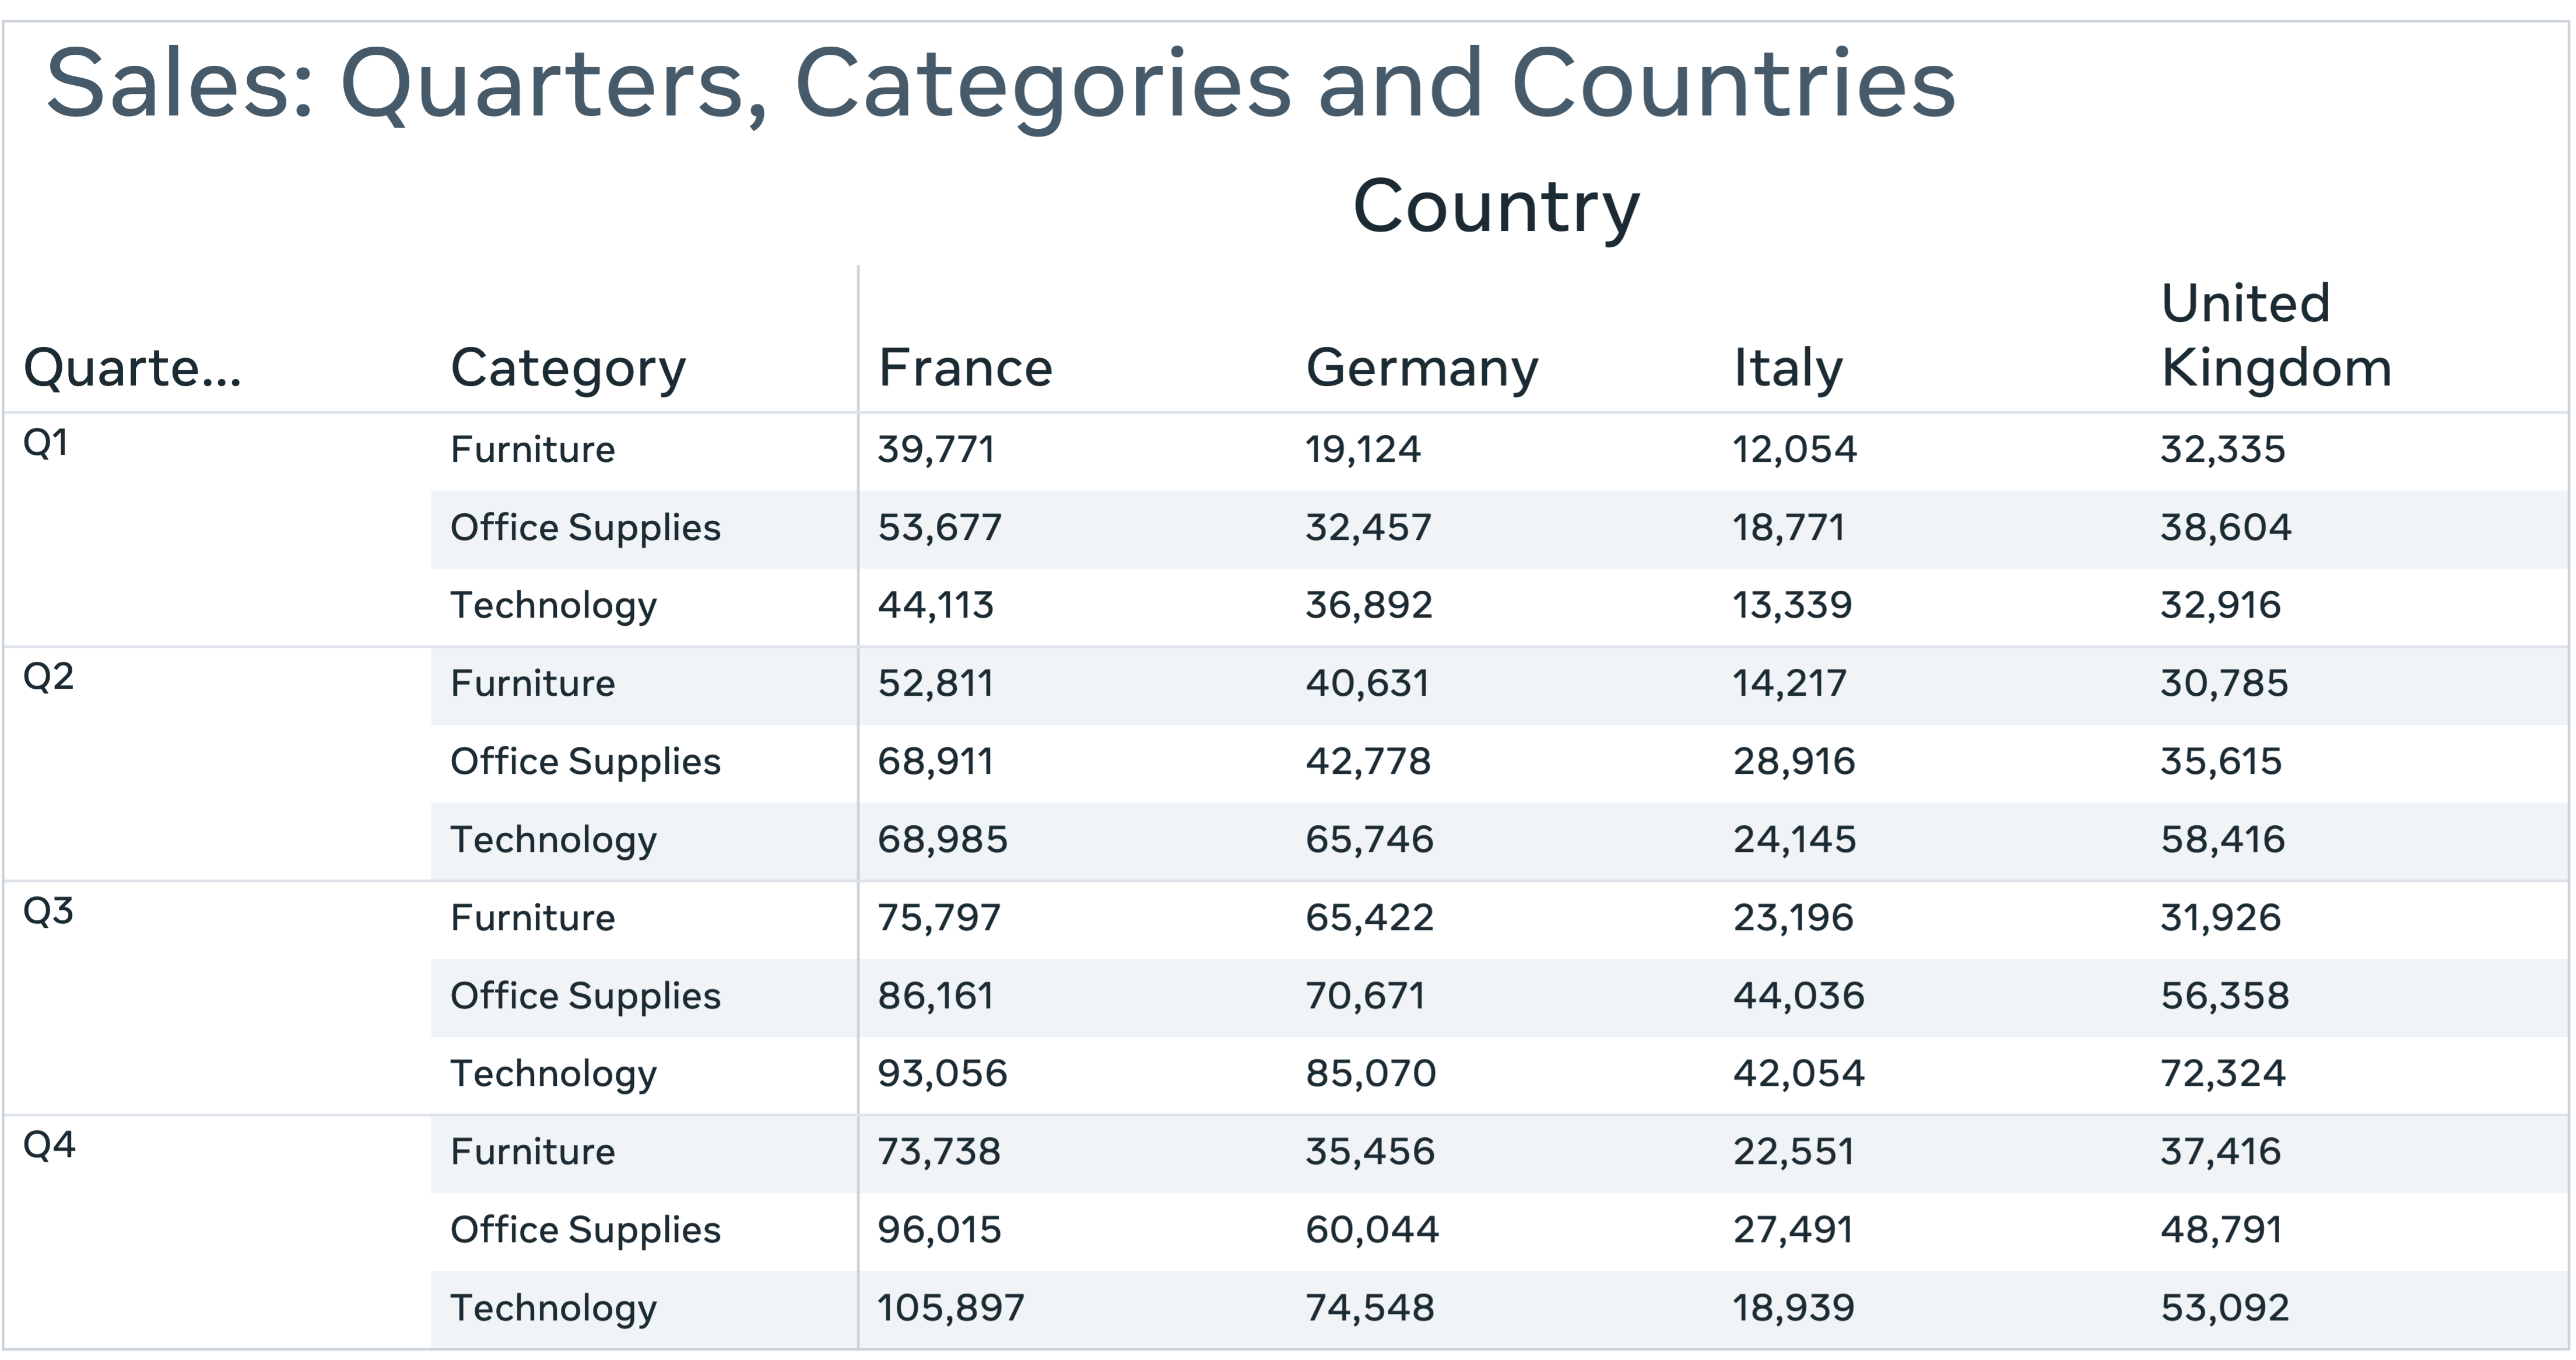 Sales: Quarters, Categories and Countries
Country
Quarte... Category France Germany Italy United Kingdom
Q1 Furniture 39,771 19,124 12,054 32,335
Office Supplies 53,677 32,457 18,771 38,604
Technology 44,113 36,892 13,339 32,916
Q2 Furniture 52,811 40,631 14,217 30,785
Office Supplies 68,911 42,778 28,916 35,615
Technology 68,985 65,746 24,145 58,416
Q3 Furniture 75,797 65,422 23,196 31,926
Office Supplies 86,161 70,671 44,036 56,358
Technology 93,056 85,070 42,054 72,324
Q4 Furniture 73,738 35,456 22,551 37,416
Office Supplies 96,015 60,044 27,491 48,791
Technology 105,897 74,548 18,939 53,092